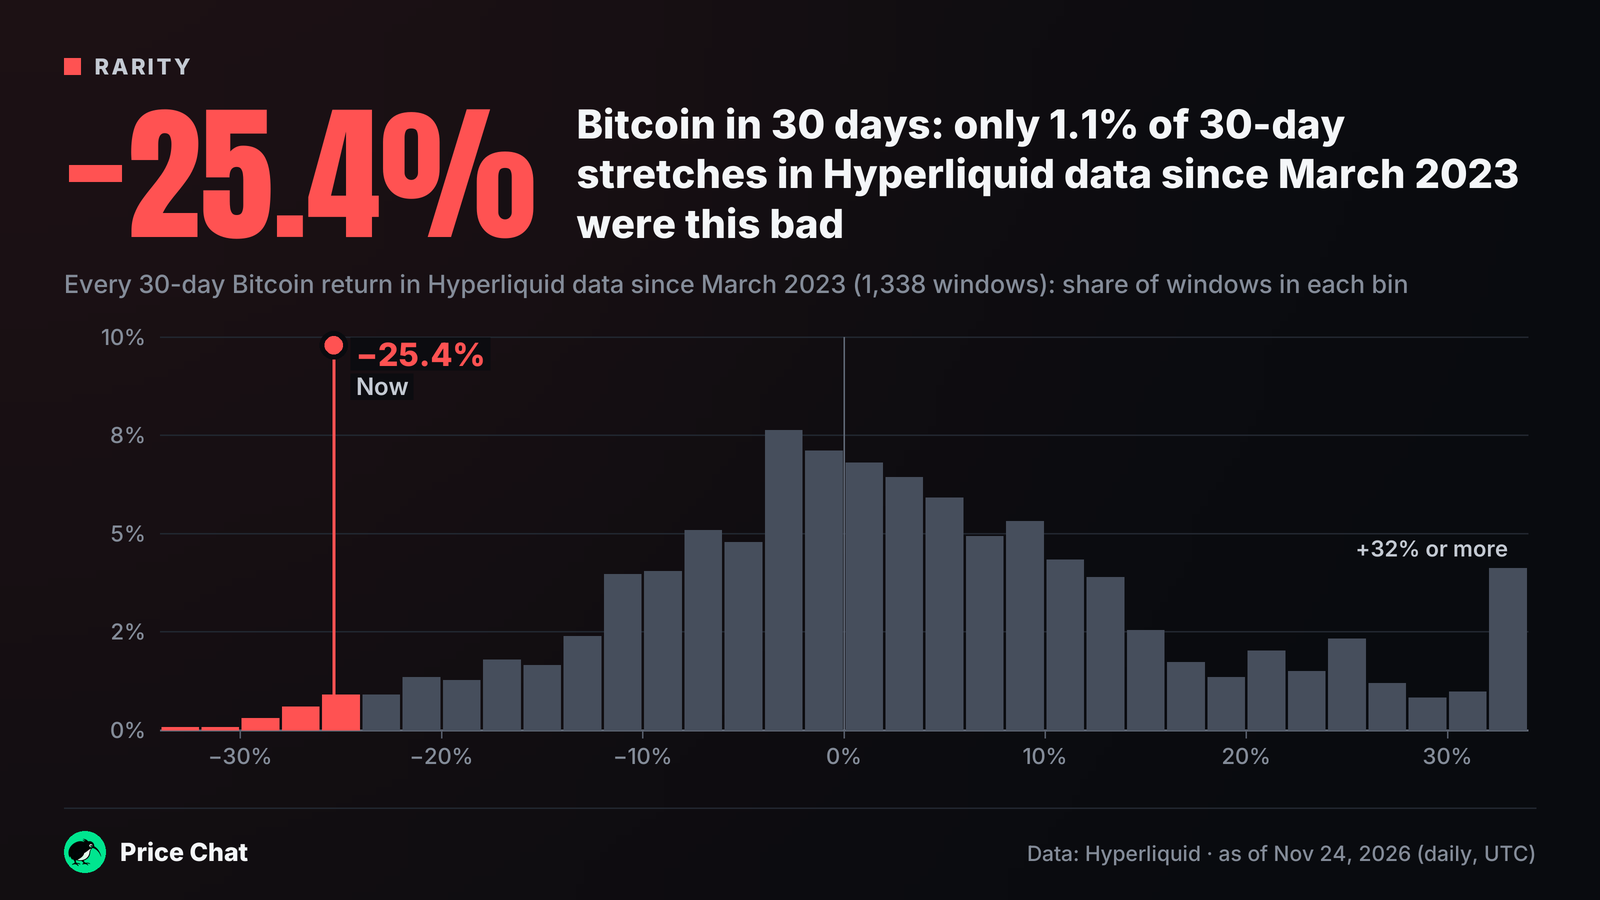 RARITY
−25.4%
Bitcoin in 30 days: only 1.1% of 30-day
stretches in Hyperliquid data since March 2023
were this bad
Every 30-day Bitcoin return in Hyperliquid data since March 2023 (1,338 windows): share of windows in each bin
10%
8%
5%
2%
0%
−25.4%
Now
+32% or more
−30%
−20%
−10%
0%
10%
20%
30%
Price Chat
Data: Hyperliquid · as of Nov 24, 2026 (daily, UTC)